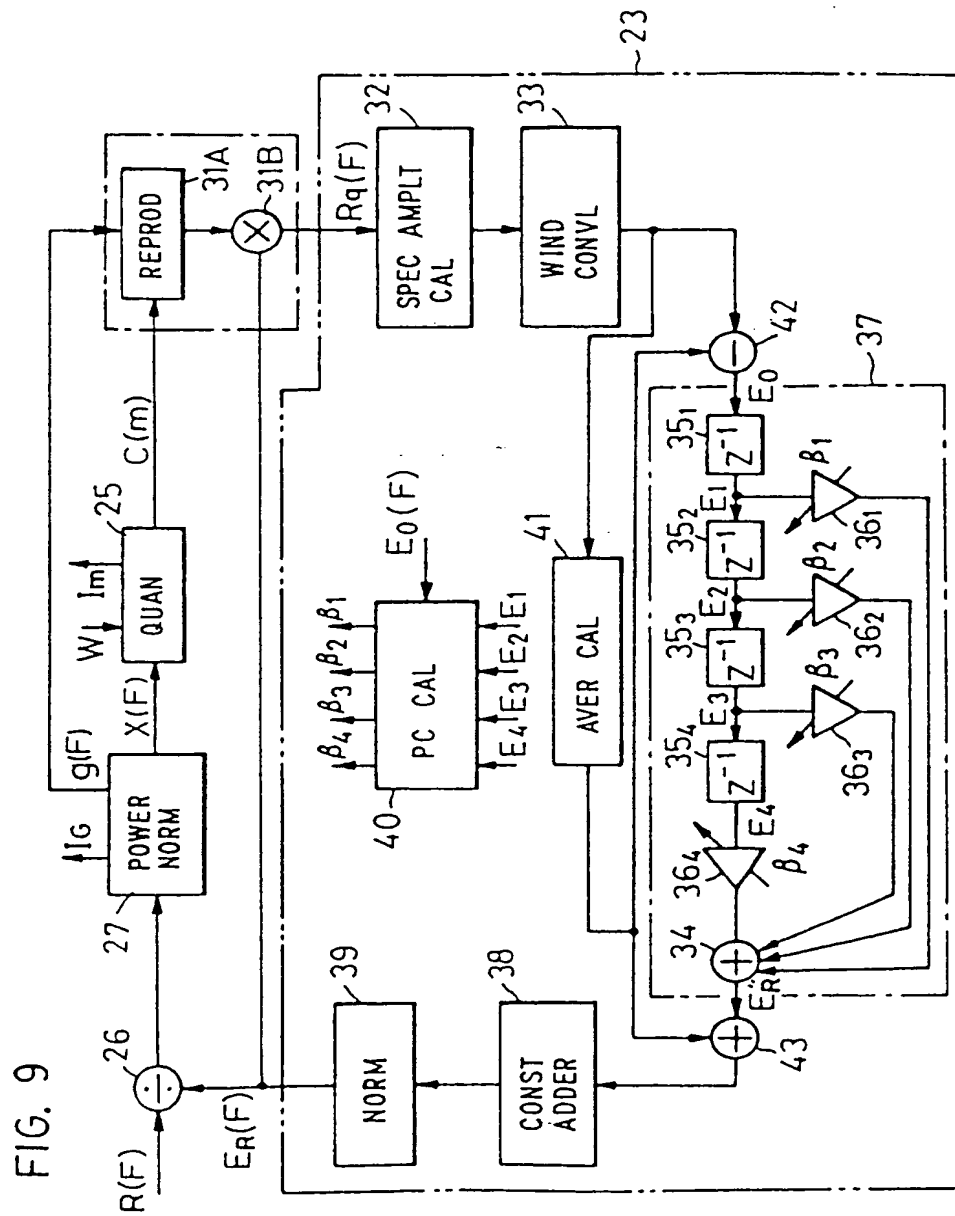 FIG. 9
R(F)
26
÷
27
POWER NORM
IG
g(F)
X(F)
25
QUAN
W
Im
C(m)
REPROD
31A
×
31B
ER(F)
Rq(F)
23
SPEC AMPLT CAL
32
WIND CONVL
33
NORM
39
CONST ADDER
38
PC CAL
40
β4 β3 β2 β1
E4 E3 E2 E1
E0(F)
AVER CAL
41
−
42
E0
37
Z⁻¹
35₁
E1
Z⁻¹
35₂
E2
Z⁻¹
35₃
E3
Z⁻¹
35₄
E4
β1
36₁
β2
36₂
β3
36₃
β4
36₄
+
34
E"R
+
43